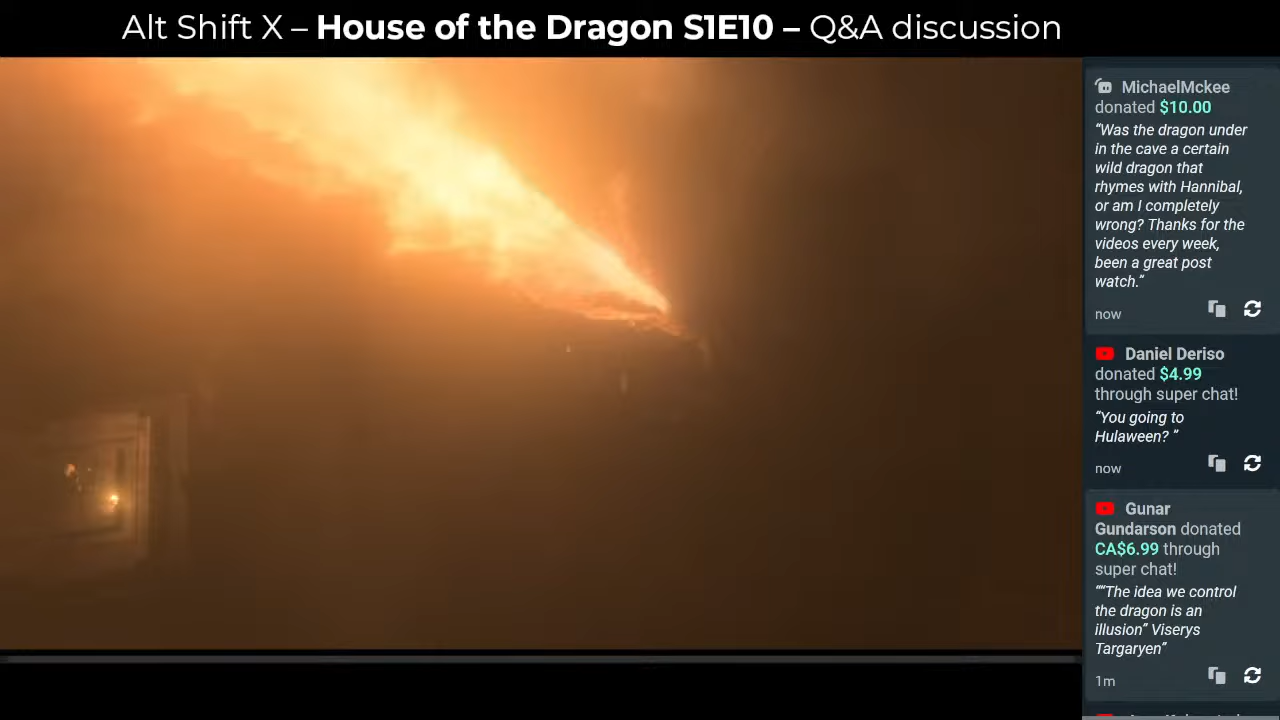 Alt Shift X – House of the Dragon S1E10 – Q&A discussion
MichaelMckee
donated $10.00
“Was the dragon under
in the cave a certain
wild dragon that
rhymes with Hannibal,
or am I completely
wrong? Thanks for the
videos every week,
been a great post
watch.”
now
Daniel Deriso
donated $4.99
through super chat!
“You going to
Hulaween? ”
now
Gunar
Gundarson donated
CA$6.99 through
super chat!
““The idea we control
the dragon is an
illusion” Viserys
Targaryen”
1m